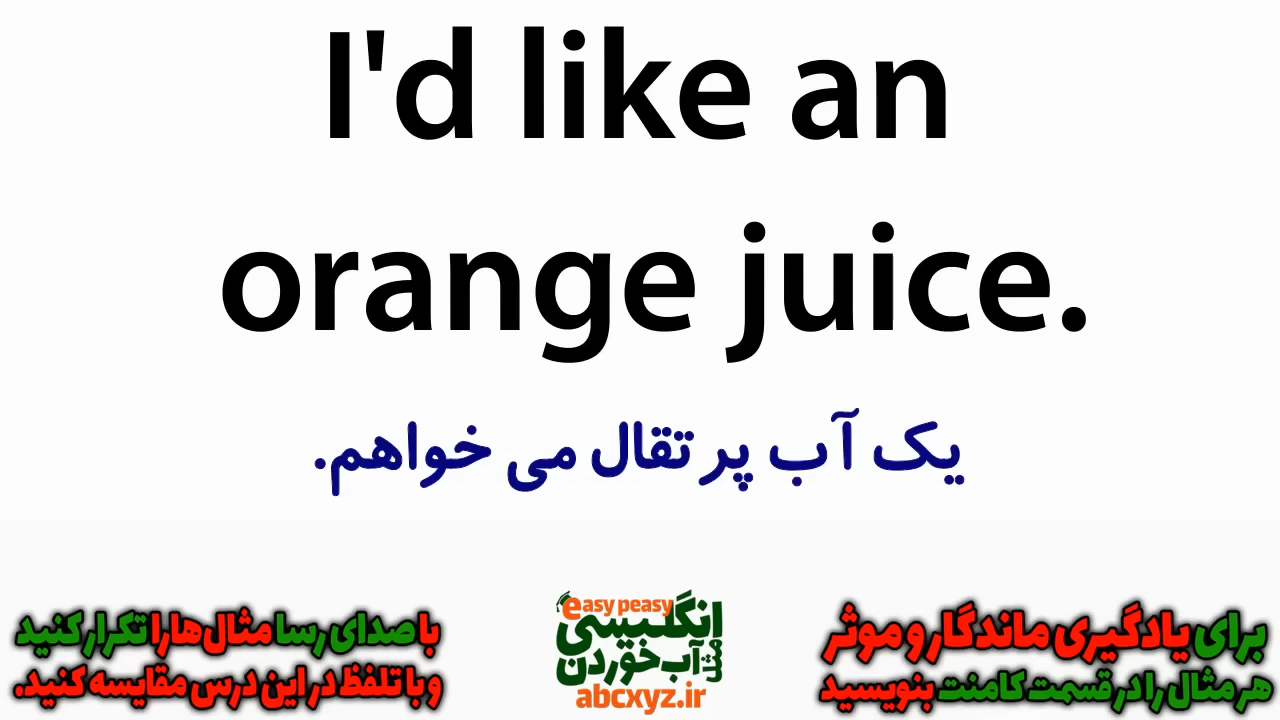 I'd like an
orange juice.
یک آب پرتقال می خواهم.
با صدای رسا مثال‌ها را تکرار کنید
و با تلفظ در این درس مقایسه کنید.
easy peasy
انگلیسی
مثل آب خوردن
abcxyz.ir
برای یادگیری ماندگار و موثر
هر مثال را در قسمت کامنت بنویسید